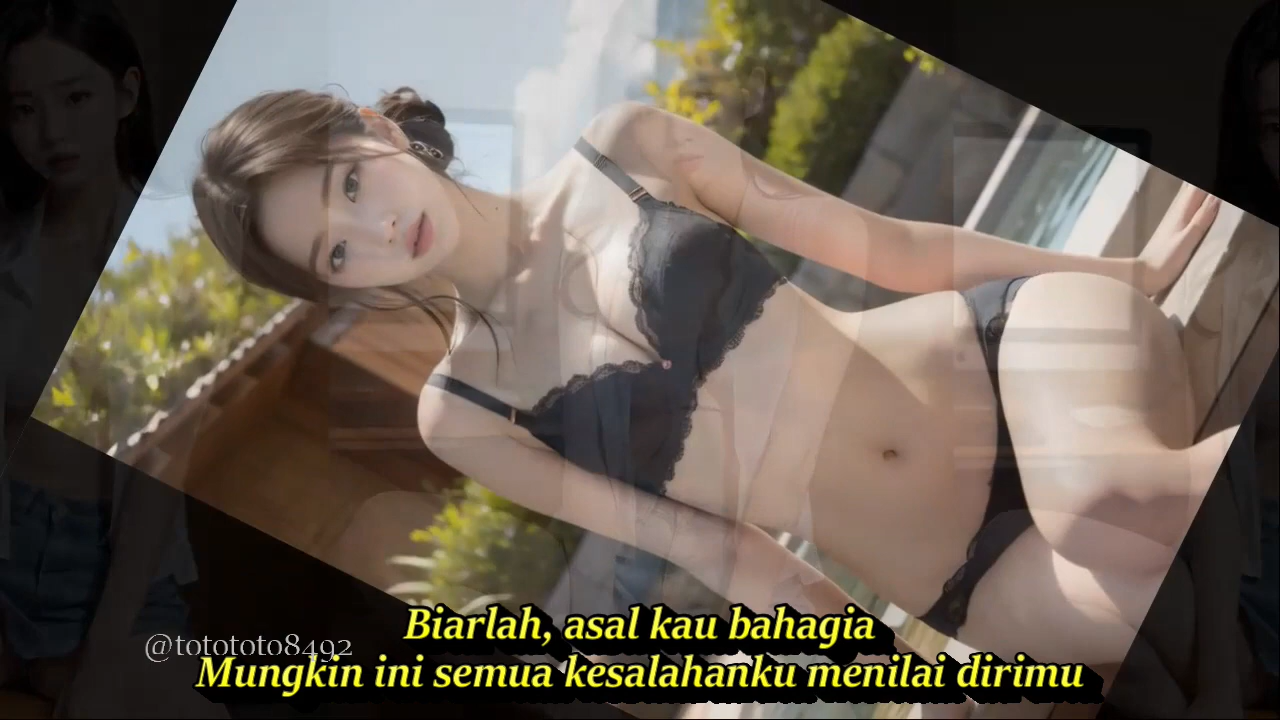 Biarlah, asal kau bahagia
@totototo8492
Mungkin ini semua kesalahanku menilai dirimu